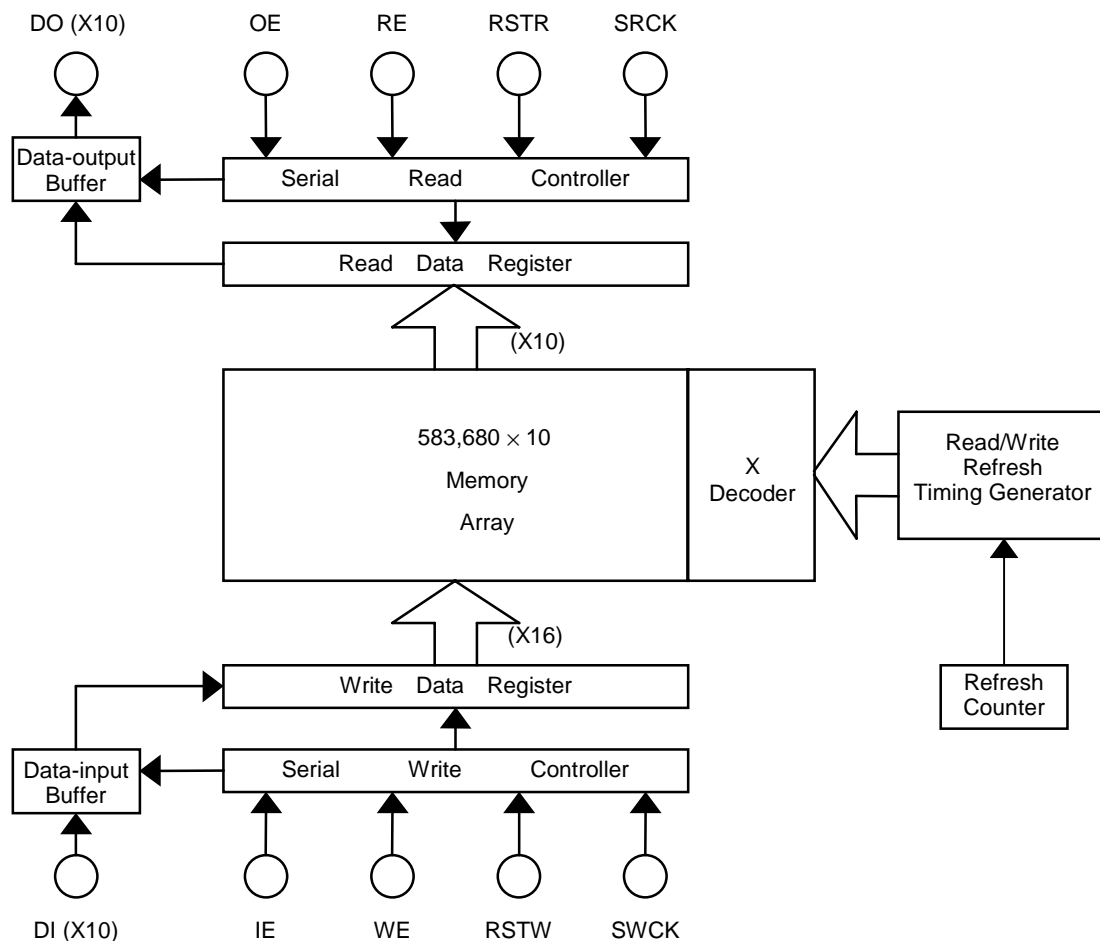 DO (X10) OE RE RSTR SRCK
Data-output
Buffer
Serial Read Controller
Read Data Register
(X10)
583,680 × 10
Memory
Array
X
Decoder
Read/Write
Refresh
Timing Generator
(X16)
Write Data Register
Refresh
Counter
Data-input
Buffer
Serial Write Controller
DI (X10) IE WE RSTW SWCK